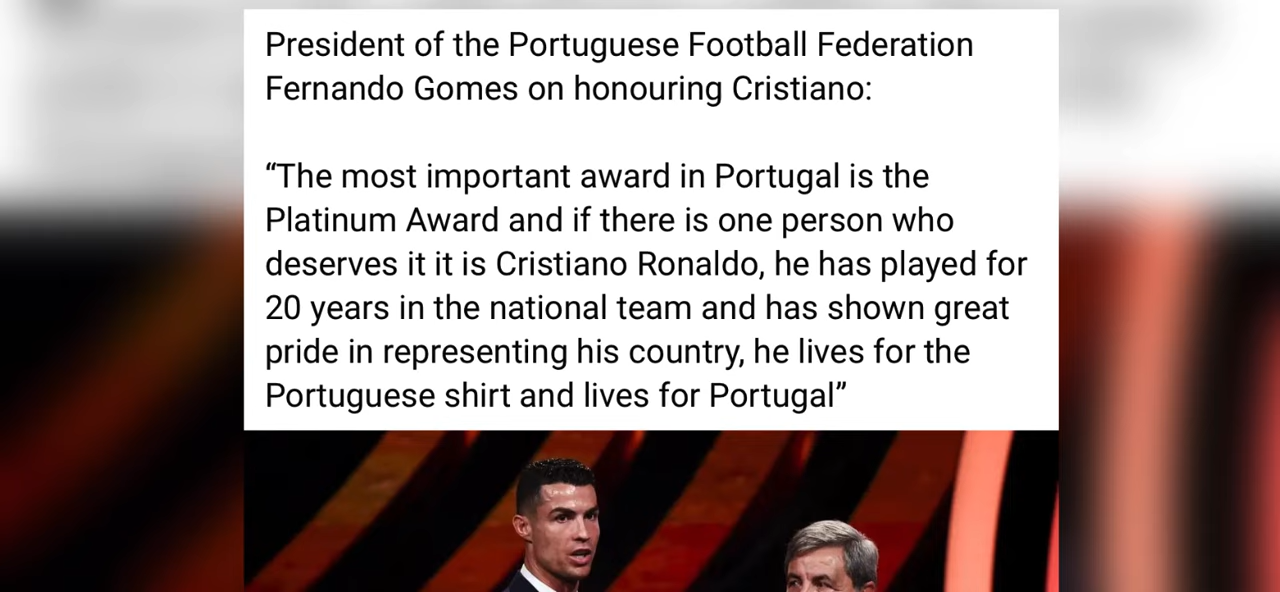 President of the Portuguese Football Federation
Fernando Gomes on honouring Cristiano:
“The most important award in Portugal is the
Platinum Award and if there is one person who
deserves it it is Cristiano Ronaldo, he has played for
20 years in the national team and has shown great
pride in representing his country, he lives for the
Portuguese shirt and lives for Portugal”